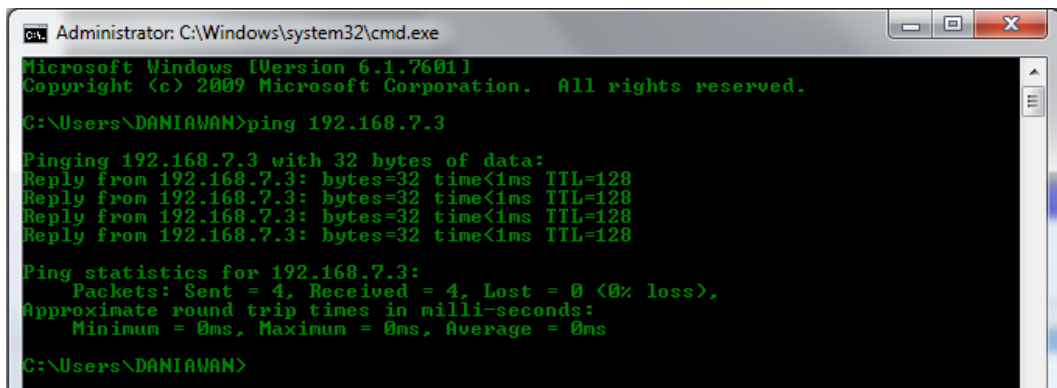 Administrator: C:\Windows\system32\cmd.exe
Microsoft Windows [Version 6.1.7601]
Copyright (c) 2009 Microsoft Corporation.  All rights reserved.
C:\Users\DANIAWAN>ping 192.168.7.3
Pinging 192.168.7.3 with 32 bytes of data:
Reply from 192.168.7.3: bytes=32 time<1ms TTL=128
Reply from 192.168.7.3: bytes=32 time<1ms TTL=128
Reply from 192.168.7.3: bytes=32 time<1ms TTL=128
Reply from 192.168.7.3: bytes=32 time<1ms TTL=128
Ping statistics for 192.168.7.3:
    Packets: Sent = 4, Received = 4, Lost = 0 (0% loss),
Approximate round trip times in milli-seconds:
    Minimum = 0ms, Maximum = 0ms, Average = 0ms
C:\Users\DANIAWAN>